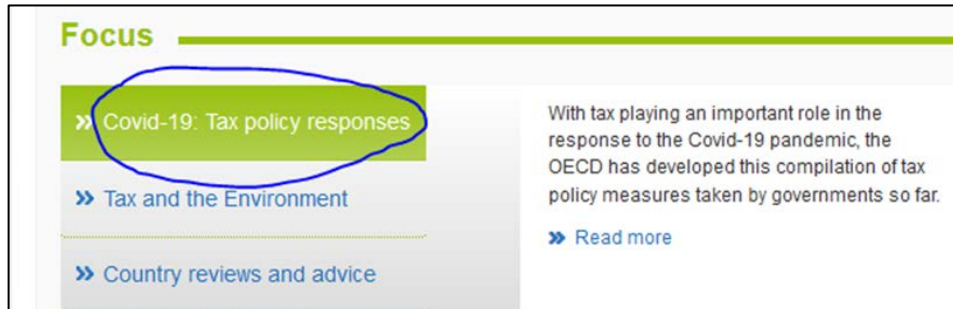 Focus
» Covid-19: Tax policy responses
» Tax and the Environment
» Country reviews and advice
With tax playing an important role in the
response to the Covid-19 pandemic, the
OECD has developed this compilation of tax
policy measures taken by governments so far.
» Read more